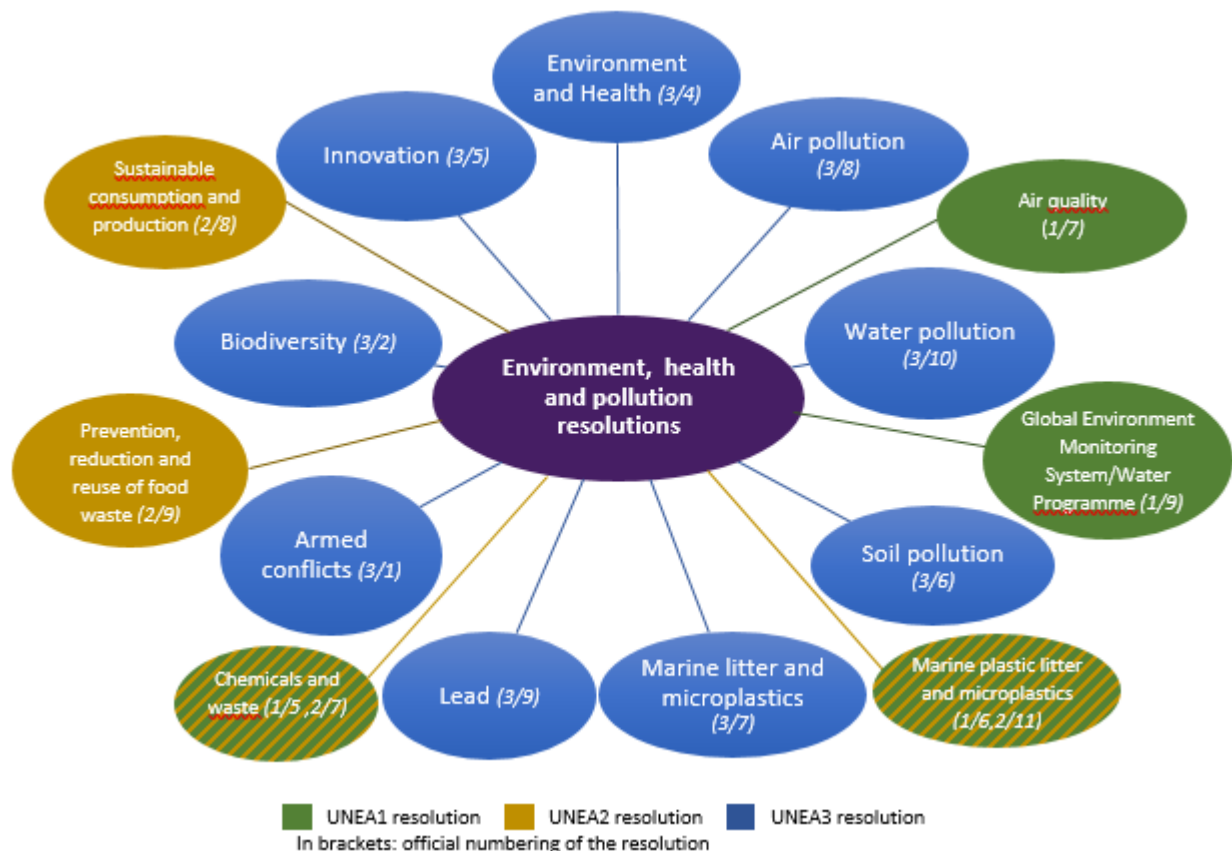 Environment
and Health (3/4)
Innovation (3/5)
Air pollution
(3/8)
Sustainable
consumption and
production (2/8)
Air quality
(1/7)
Biodiversity (3/2)
Water pollution
(3/10)
Environment, health
and pollution
resolutions
Prevention,
reduction and
reuse of food
waste (2/9)
Global Environment
Monitoring
System/Water
Programme (1/9)
Armed
conflicts (3/1)
Soil pollution
(3/6)
Chemicals and
waste (1/5 ,2/7)
Lead (3/9)
Marine litter and
microplastics
(3/7)
Marine plastic litter
and microplastics
(1/6,2/11)
UNEA1 resolution UNEA2 resolution UNEA3 resolution
In brackets: official numbering of the resolution